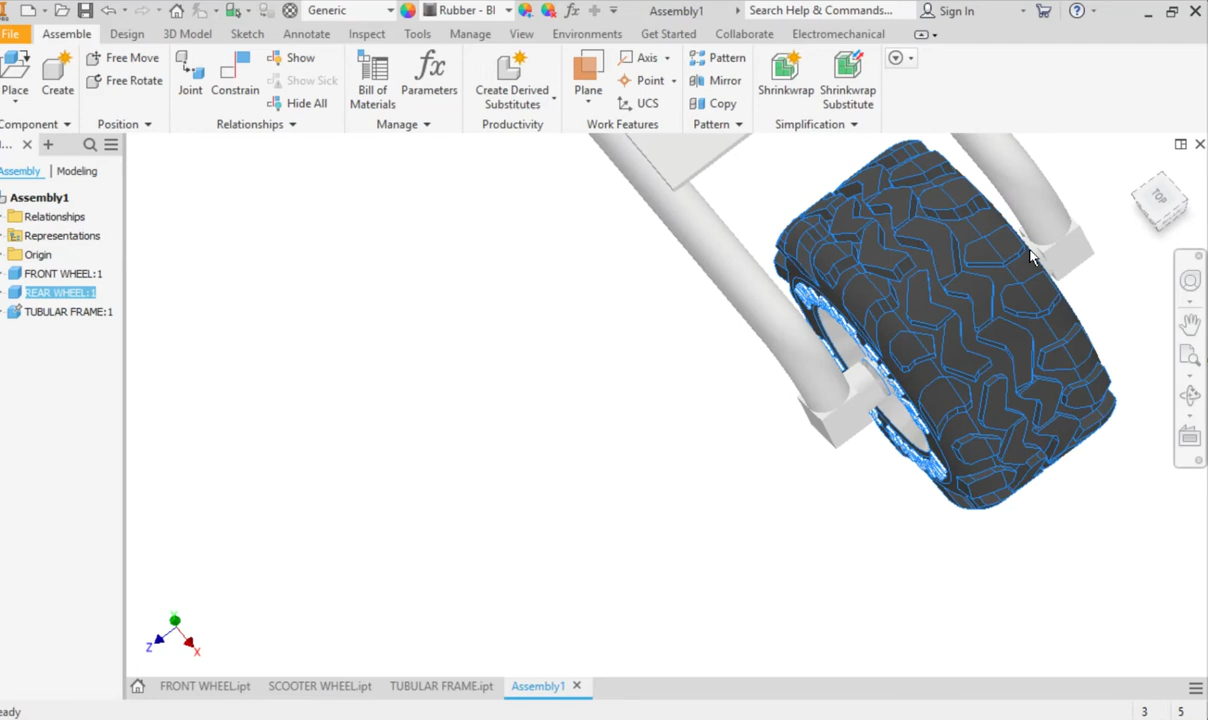 PRO
Generic
Rubber - Bl
Assembly1
Search Help & Commands...
Sign In
File
Assemble
Design
3D Model
Sketch
Annotate
Inspect
Tools
Manage
View
Environments
Get Started
Collaborate
Electromechanical
Place
Create
Free Move
Free Rotate
Joint
Constrain
Show
Show Sick
Hide All
Bill of
Materials
Parameters
Create Derived
Substitutes
Plane
Axis
Point
UCS
Pattern
Mirror
Copy
Shrinkwrap
Shrinkwrap
Substitute
Component
Position
Relationships
Manage
Productivity
Work Features
Pattern
Simplification
Assembly
Modeling
Assembly1
Relationships
Representations
Origin
FRONT WHEEL:1
REAR WHEEL:1
TUBULAR FRAME:1
TOP
Y
Z
X
FRONT WHEEL.ipt
SCOOTER WHEEL.ipt
TUBULAR FRAME.ipt
Assembly1
eady
3
5